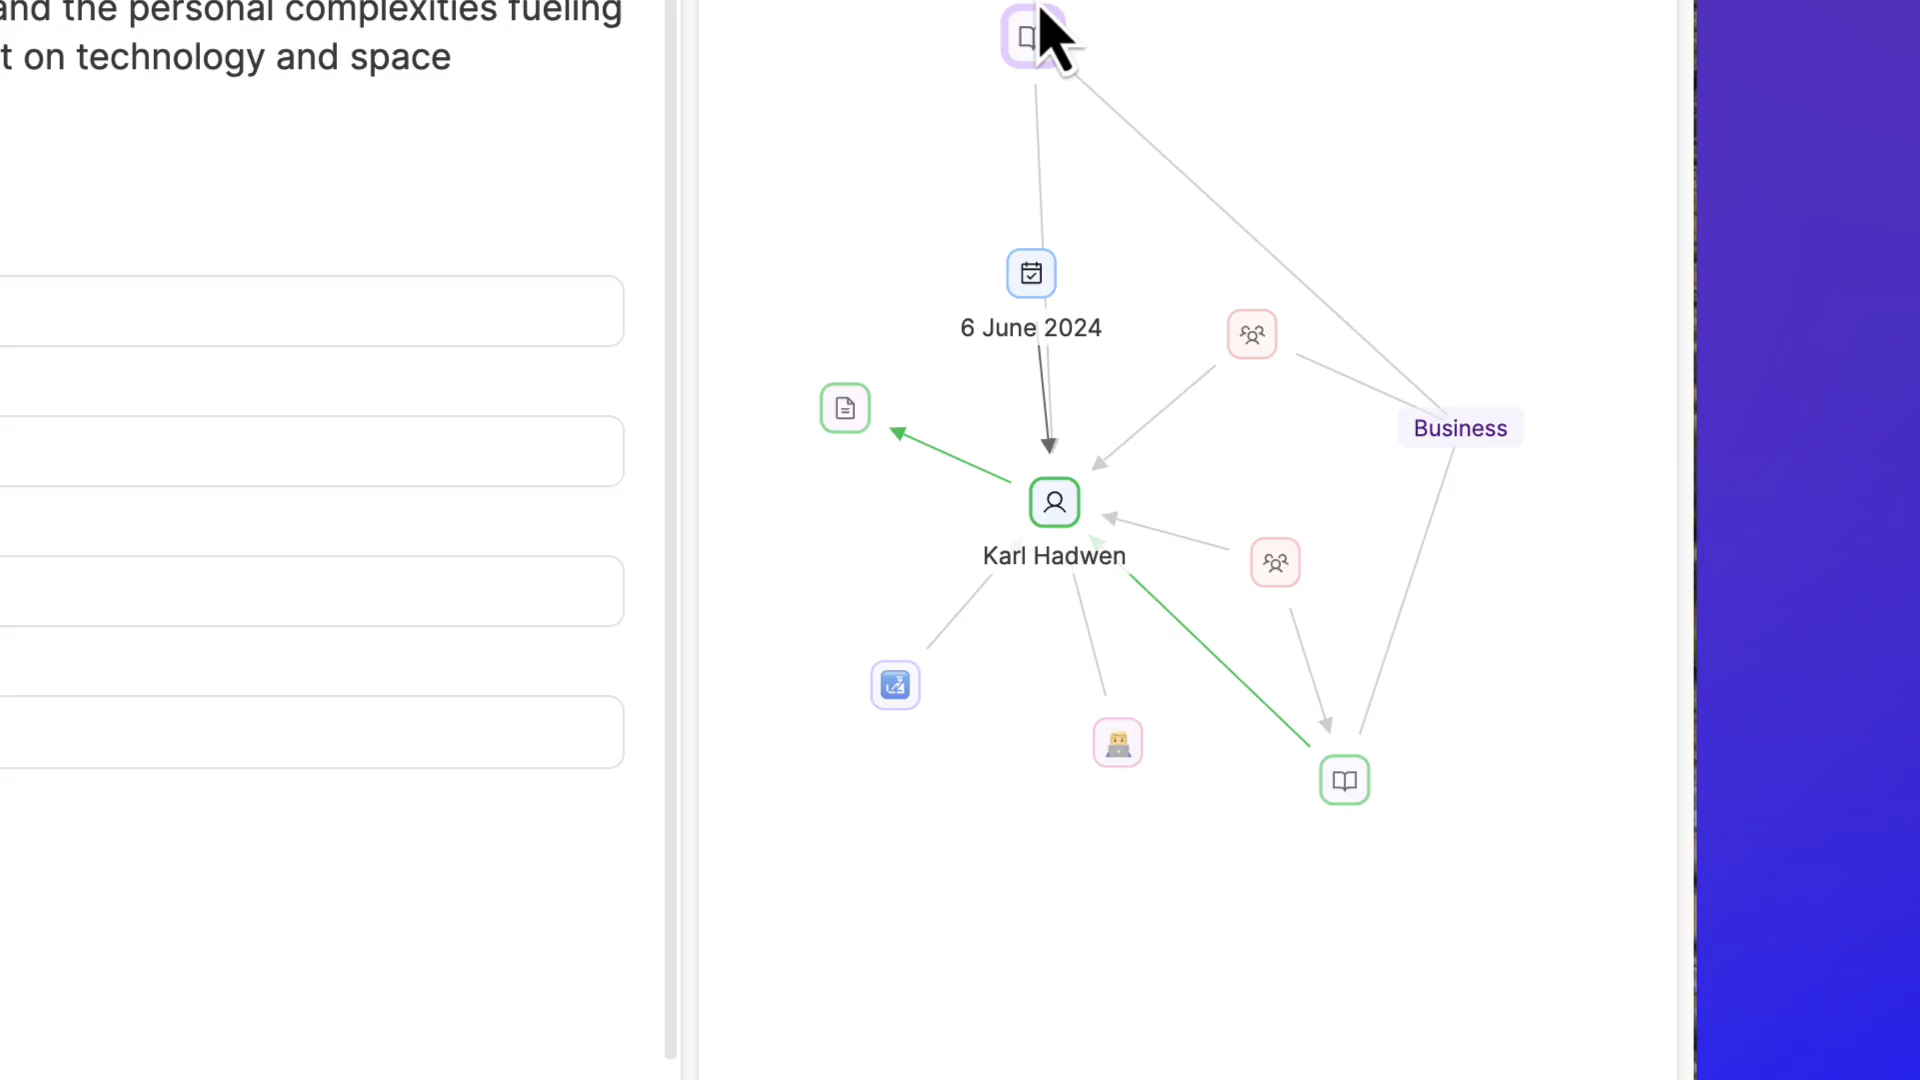 and the personal complexities fueling
t on technology and space
6 June 2024
Business
Karl Hadwen